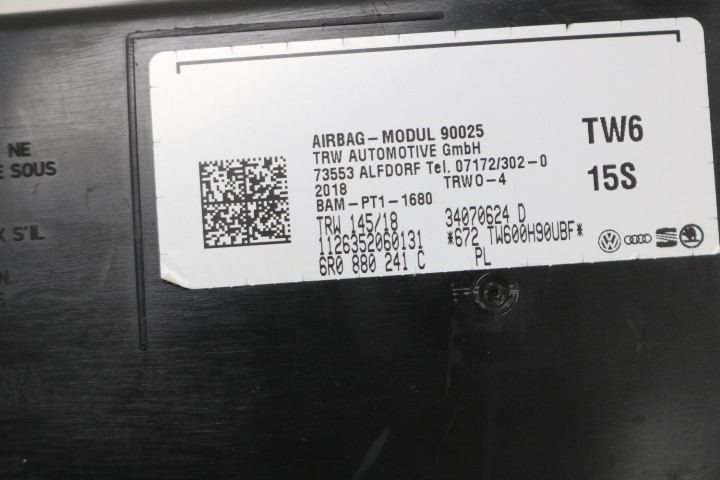 NE
E SOUS
X S'IL
N.
AIRBAG-MODUL 90025
TRW AUTOMOTIVE GmbH
73553 ALFDORF Tel. 07172/302-0
2018 TRWO-4
BAM-PT1-1680
TRW 145/18 34070624 D
1126352060131 *672 TW600H90UBF*
6R0 880 241 C PL
TW6
15S